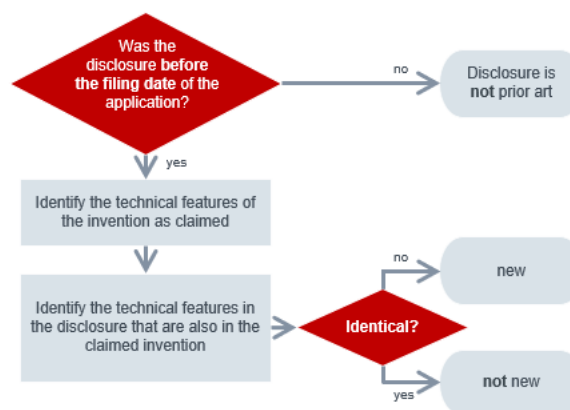 Was the
disclosure before
the filing date of the
application?
no
Disclosure is
not prior art
yes
Identify the technical features of
the invention as claimed
Identify the technical features in
the disclosure that are also in the
claimed invention
Identical?
no
new
yes
not new